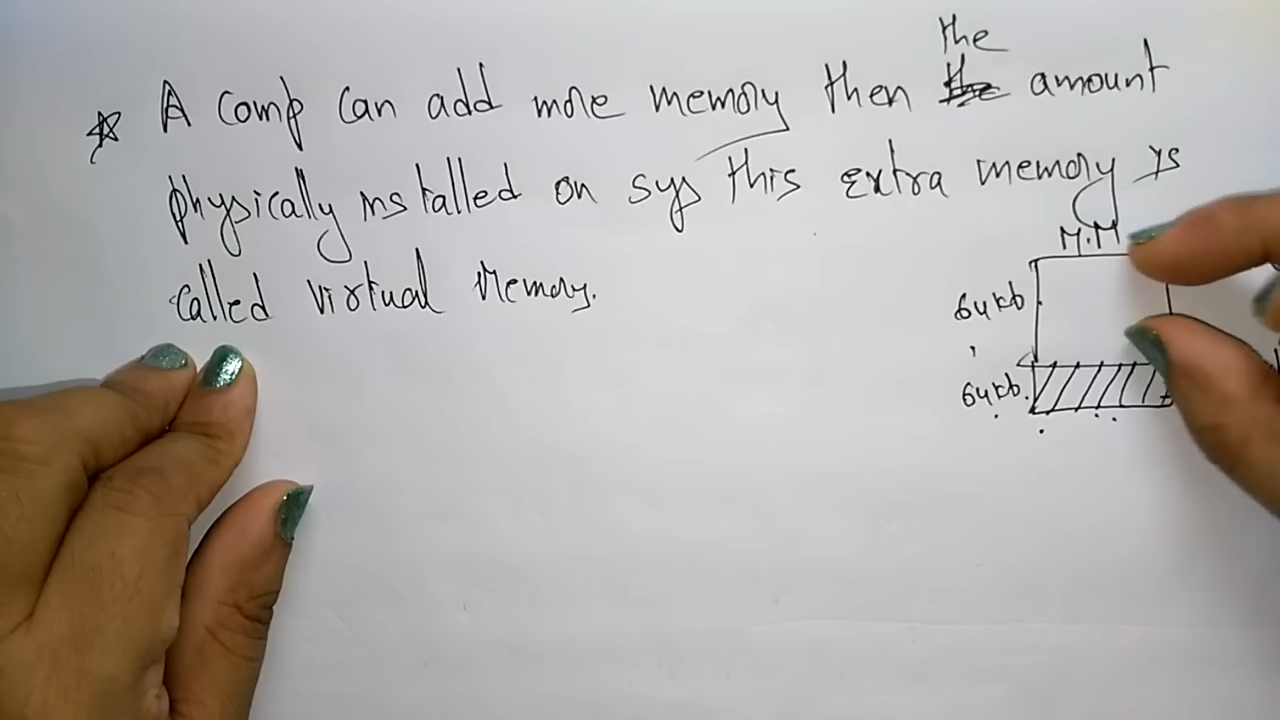 the
A comp can add more memory then the amount
physically installed on sys this extra memory is
called virtual memory.
M.M
64kb
64kb.